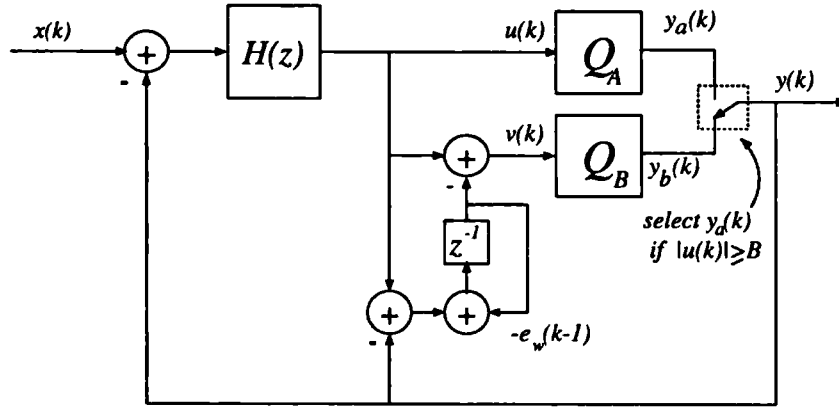 x(k)
+
-
H(z)
u(k)
Q_A
y_a(k)
y(k)
+
-
v(k)
Q_B
y_b(k)
z^{-1}
select y_a(k)
if |u(k)|≥B
+
-
+
-e_w(k-1)